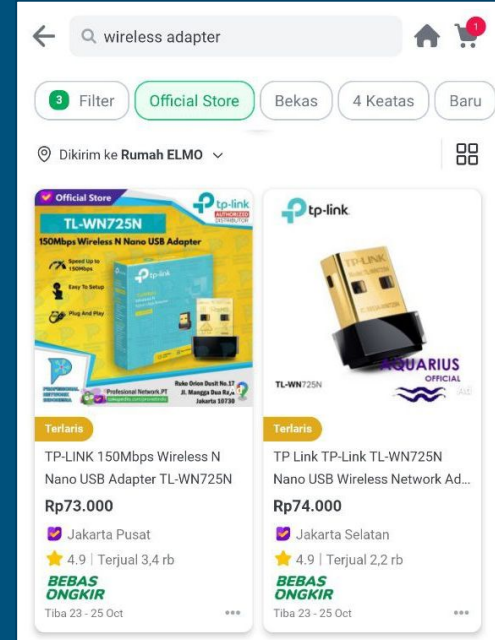 wireless adapter
1
3 Filter
Official Store
Bekas
4 Keatas
Baru
Dikirim ke Rumah ELMO
Official Store
tp-link
AUTHORIZED
DISTRIBUTOR
TL-WN725N
150Mbps Wireless N Nano USB Adapter
Speed Up to
150Mbps
Easy To Setup
Plug And Play
tp-link
PROFESSIONAL
NETWORK
INDONESIA
Profesional Network.PT
Ruko Orion Dusit No.17
Jl. Mangga Dua Ra
Jakarta 10730
Terlaris
TP-LINK 150Mbps Wireless N
Nano USB Adapter TL-WN725N
Rp73.000
Jakarta Pusat
4.9 | Terjual 3,4 rb
BEBAS
ONGKIR
Tiba 23 - 25 Oct
tp-link
TP-LINK
AQUARIUS
OFFICIAL
TL-WN725N
Ad
Terlaris
TP Link TP-Link TL-WN725N
Nano USB Wireless Network Ad...
Rp74.000
Jakarta Selatan
4.9 | Terjual 2,2 rb
BEBAS
ONGKIR
Tiba 23 - 25 Oct